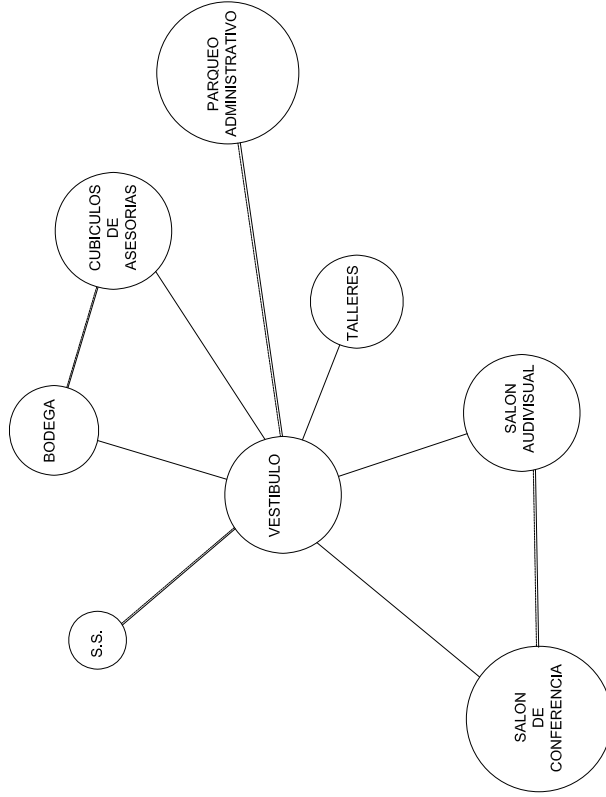 BODEGA
S.S.
CUBICULOS
DE
ASESORIAS
PARQUEO
ADMINISTRATIVO
VESTIBULO
TALLERES
SALON
DE
CONFERENCIA
SALON
AUDIVISUAL